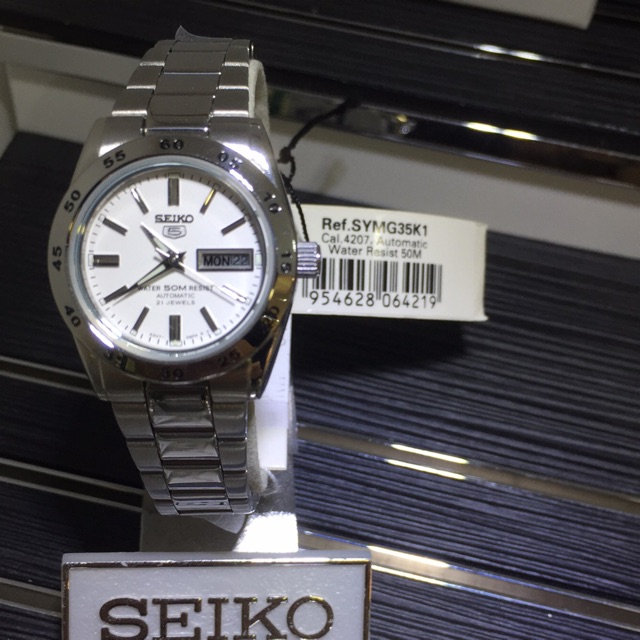 55
60
05
50
45
40
SEIKO
5
MON 22
WATER 50M RESIST
AUTOMATIC
21 JEWELS
35
30
25
Ref.SYMG35K1
Cal.4207, Automatic
Water Resist 50M
954628 064219
SEIKO